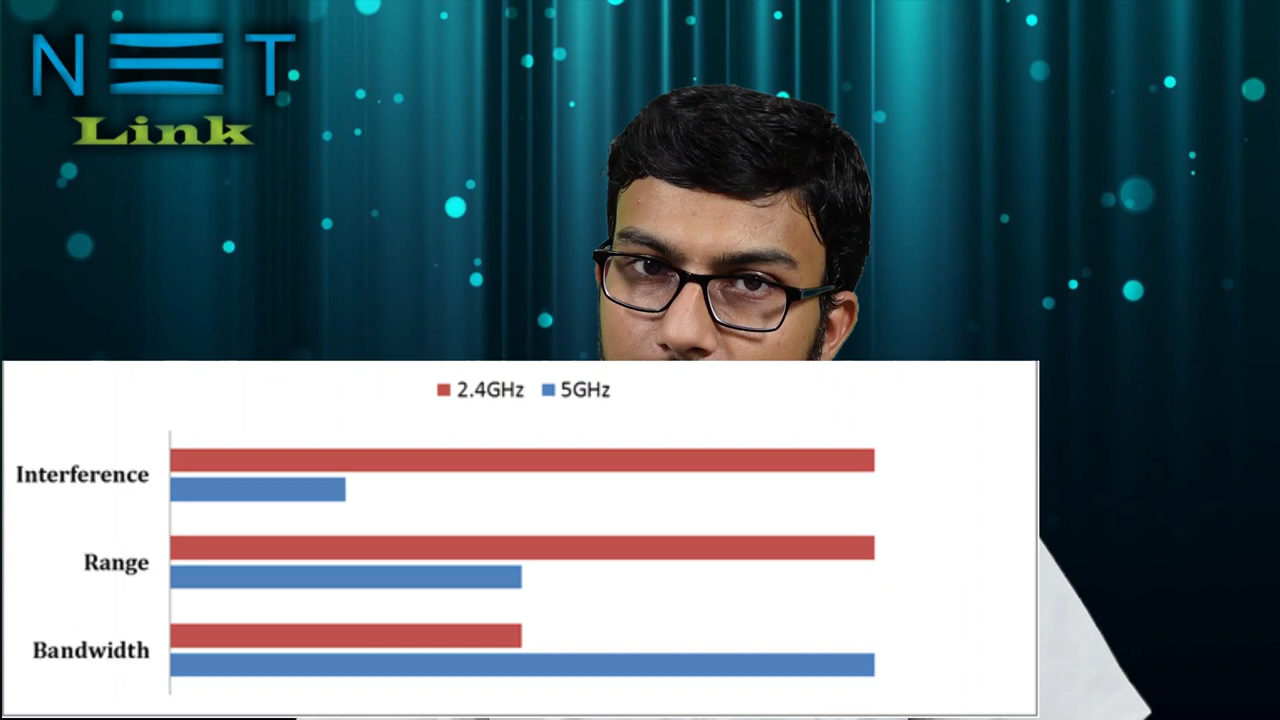 NET
Link
2.4GHz 5GHz
Interference
Range
Bandwidth